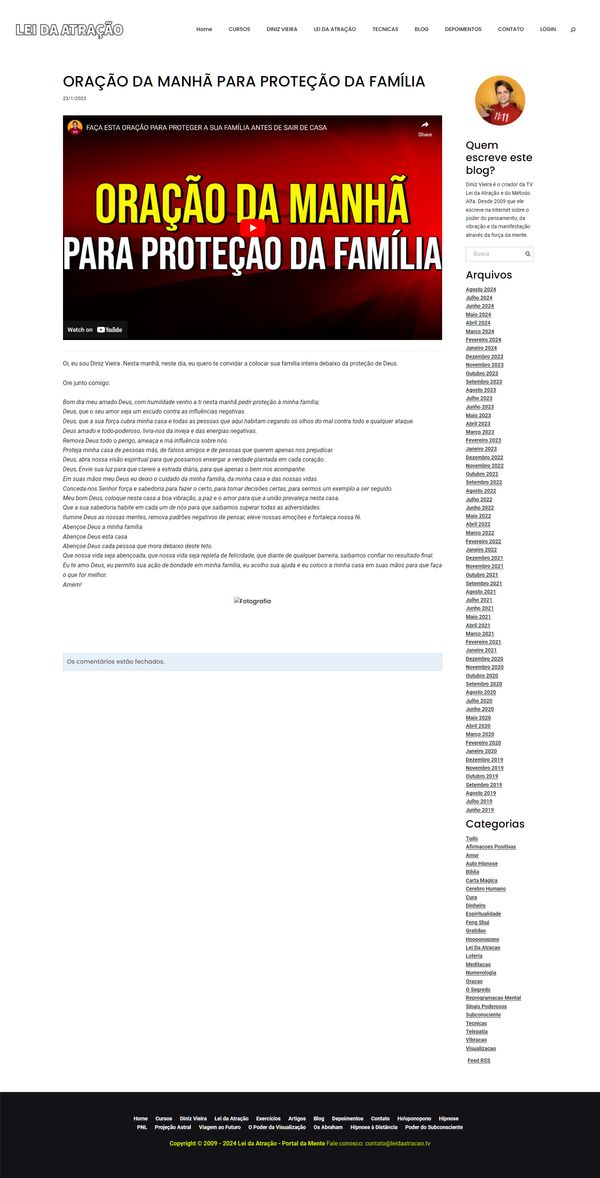 LEI DA ATRAÇÃO
Home CURSOS DINIZ VIEIRA LEI DA ATRAÇÃO TECNICAS BLOG DEPOIMENTOS CONTATO LOGIN
ORAÇÃO DA MANHÃ PARA PROTEÇÃO DA FAMÍLIA
23/1/2023
FAÇA ESTA ORAÇÃO PARA PROTEGER A SUA FAMÍLIA ANTES DE SAIR DE CASA
Share
ORAÇÃO DA MANHÃ
PARA PROTEÇÃO DA FAMÍLIA
Watch on YouTube
Oi, eu sou Diniz Vieira. Nesta manhã, neste dia, eu quero te convidar a colocar sua família inteira debaixo da proteção de Deus.
Ore junto comigo:
Bom dia meu amado Deus, com humildade venho a ti nesta manhã pedir proteção à minha família;
Deus, que o seu amor seja um escudo contra as influências negativas.
Deus, que a sua força cubra minha casa e todas as pessoas que aqui habitam cegando os olhos do mal contra todo e qualquer ataque.
Deus amado e todo-poderoso, livra-nos da inveja e das energias negativas.
Remova Deus todo o perigo, ameaça e má influência sobre nós.
Proteja minha casa de pessoas más, de falsos amigos e de pessoas que querem apenas nos prejudicar.
Deus, abra nossa visão espiritual para que possamos enxergar a verdade plantada em cada coração.
Deus, Envie sua luz para que clareie a estrada diária, para que apenas o bem nos acompanhe.
Em suas mãos meu Deus eu deixo o cuidado da minha família, da minha casa e das nossas vidas.
Conceda-nos Senhor força e sabedoria para fazer o certo, para tomar decisões certas, para sermos um exemplo a ser seguido.
Meu bom Deus, coloque nesta casa a boa vibração, a paz e o amor para que a união prevaleça nesta casa.
Que a sua sabedoria habite em cada um de nós para que saibamos superar todas as adversidades.
Ilumine Deus as nossas mentes, remova padrões negativos de pensar, eleve nossas emoções e fortaleça nossa fé.
Abençoe Deus a minha família
Abençoe Deus esta casa
Abençoe Deus cada pessoa que mora debaixo deste teto.
Que nossa vida seja abençoada, que nossa vida seja repleta de felicidade, que diante de qualquer barreira, saibamos confiar no resultado final.
Eu te amo Deus, eu permito sua ação de bondade em minha família, eu acolho sua ajuda e eu coloco a minha casa em suas mãos para que faça
o que for melhor.
Amém!
Fotografia
Os comentários estão fechados.
11:11
Quem
escreve este
blog?
Diniz Vieira é o criador da TV
Lei da Atração e do Método
Alfa. Desde 2009 que ele
escreve na Internet sobre o
poder do pensamento, da
vibração e da manifestação
através da força da mente.
Busca
Arquivos
Agosto 2024
Julho 2024
Junho 2024
Maio 2024
Abril 2024
Março 2024
Fevereiro 2024
Janeiro 2024
Dezembro 2023
Novembro 2023
Outubro 2023
Setembro 2023
Agosto 2023
Julho 2023
Junho 2023
Maio 2023
Abril 2023
Março 2023
Fevereiro 2023
Janeiro 2023
Dezembro 2022
Novembro 2022
Outubro 2022
Setembro 2022
Agosto 2022
Julho 2022
Junho 2022
Maio 2022
Abril 2022
Março 2022
Fevereiro 2022
Janeiro 2022
Dezembro 2021
Novembro 2021
Outubro 2021
Setembro 2021
Agosto 2021
Julho 2021
Junho 2021
Maio 2021
Abril 2021
Março 2021
Fevereiro 2021
Janeiro 2021
Dezembro 2020
Novembro 2020
Outubro 2020
Setembro 2020
Agosto 2020
Julho 2020
Junho 2020
Maio 2020
Abril 2020
Março 2020
Fevereiro 2020
Janeiro 2020
Dezembro 2019
Novembro 2019
Outubro 2019
Setembro 2019
Agosto 2019
Julho 2019
Junho 2019
Categorias
Tudo
Afirmacoes Positivas
Amor
Auto Hipnose
Biblia
Carta Magica
Cerebro Humano
Cura
Dinheiro
Espiritualidade
Feng Shui
Gratidao
Hooponopono
Lei Da Atracao
Loteria
Meditacao
Numerologia
Oracao
O Segredo
Reprogramacao Mental
Sinais Poderosos
Subconsciente
Tecnicas
Telepatia
Vibracao
Visualizacao
Feed RSS
Home Cursos Diniz Vieira Lei da Atração Exercícios Artigos Blog Depoimentos Contato Ho'oponopono Hipnose
PNL Projeção Astral Viagem ao Futuro O Poder da Visualização Os Abraham Hipnose à Distância Poder do Subconsciente
Copyright © 2009 - 2024 Lei da Atração - Portal da Mente Fale conosco: contato@leidaatracao.tv